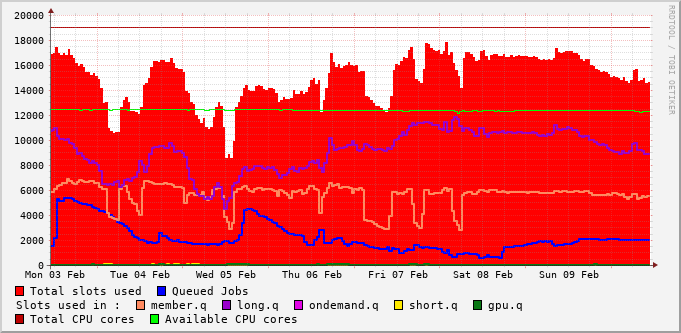 20000
18000
16000
14000
12000
10000
8000
6000
4000
2000
0
Mon 03 Feb Tue 04 Feb Wed 05 Feb Thu 06 Feb Fri 07 Feb Sat 08 Feb Sun 09 Feb
Total slots used Queued Jobs
Slots used in : member.q long.q ondemand.q short.q gpu.q
Total CPU cores Available CPU cores
RRDTOOL / TOBI OETIKER